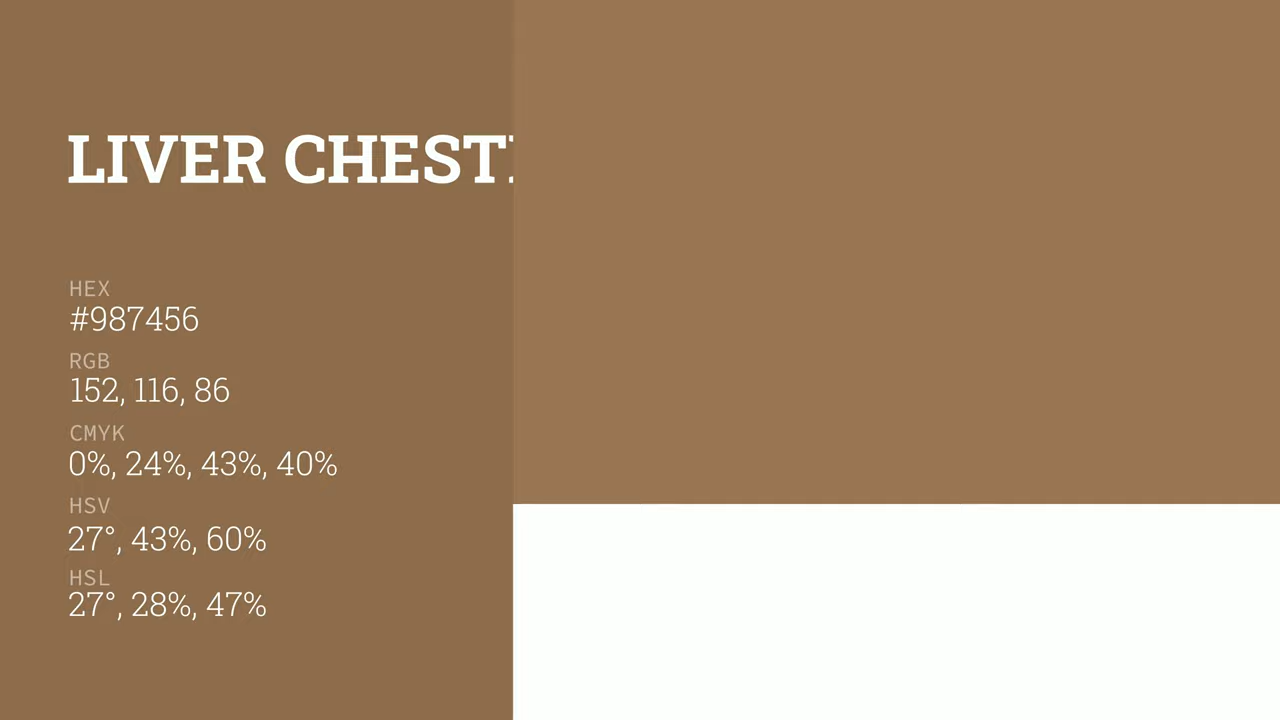 LIVER CHEST
HEX
#987456
RGB
152, 116, 86
CMYK
0%, 24%, 43%, 40%
HSV
27°, 43%, 60%
HSL
27°, 28%, 47%